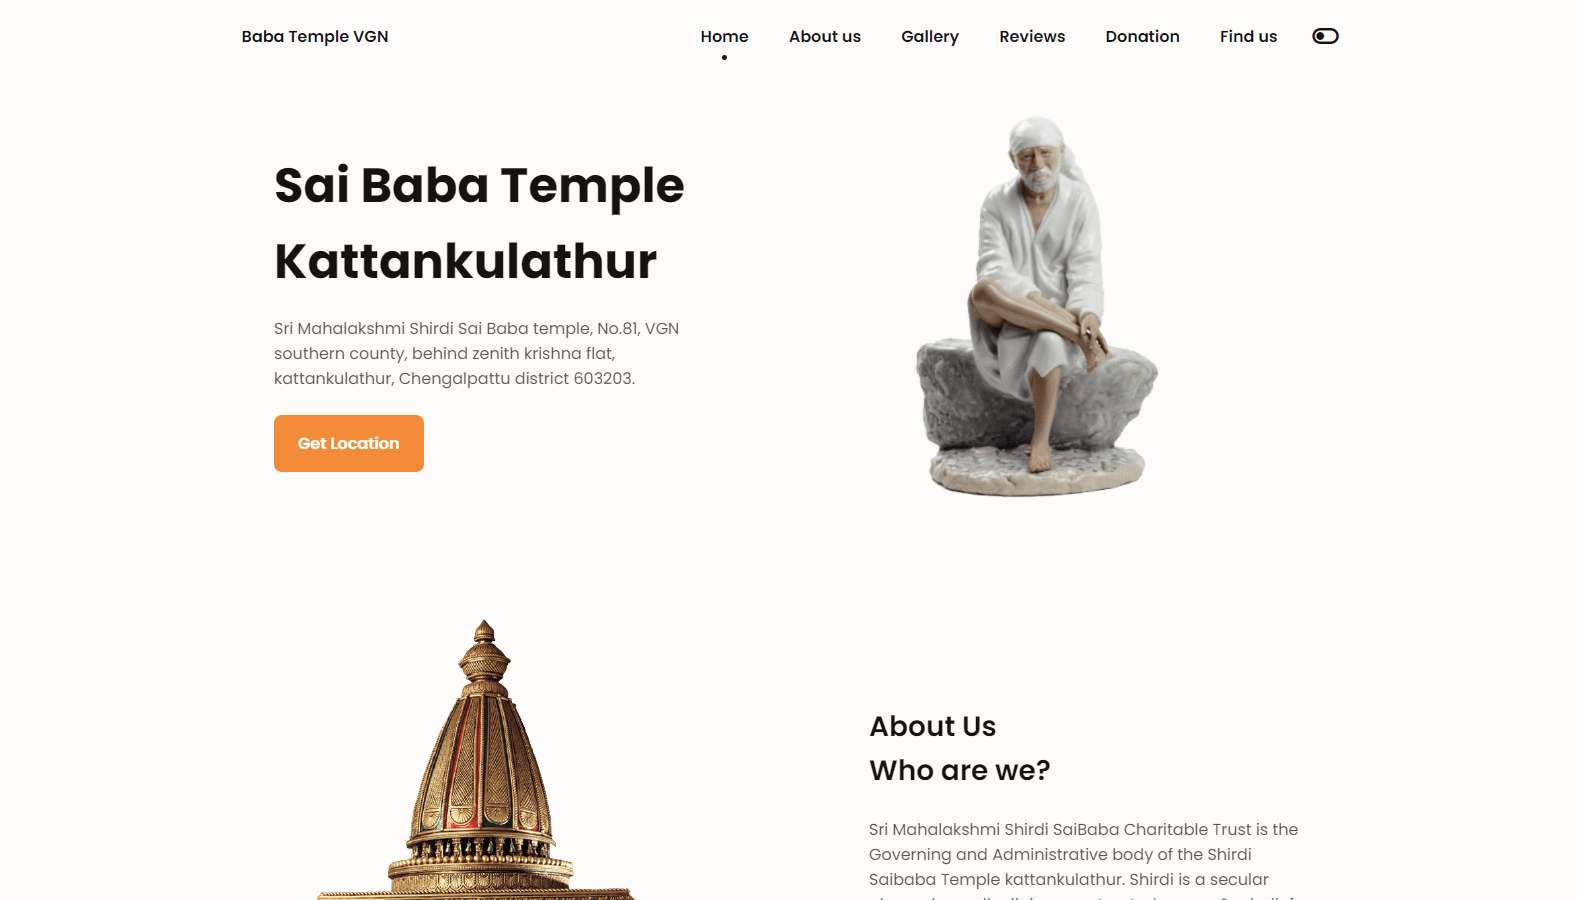 Baba Temple VGN
Home
About us
Gallery
Reviews
Donation
Find us
Sai Baba Temple
Kattankulathur
Sri Mahalakshmi Shirdi Sai Baba temple, No.81, VGN
southern county, behind zenith krishna flat,
kattankulathur, Chengalpattu district 603203.
Get Location
About Us
Who are we?
Sri Mahalakshmi Shirdi SaiBaba Charitable Trust is the
Governing and Administrative body of the Shirdi
Saibaba Temple kattankulathur. Shirdi is a secular